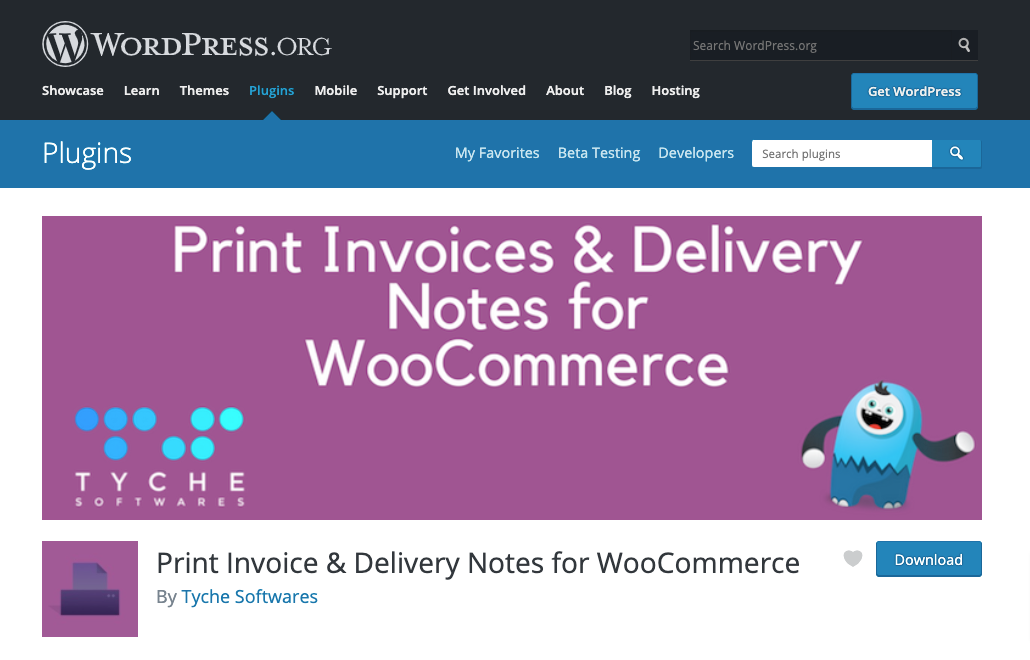 WORDPRESS.ORG
Search WordPress.org
Showcase Learn Themes Plugins Mobile Support Get Involved About Blog Hosting Get WordPress
Plugins My Favorites Beta Testing Developers Search plugins
Print Invoices & Delivery
Notes for
WooCommerce
TYCHE
SOFTWARES
Print Invoice & Delivery Notes for WooCommerce Download
By Tyche Softwares